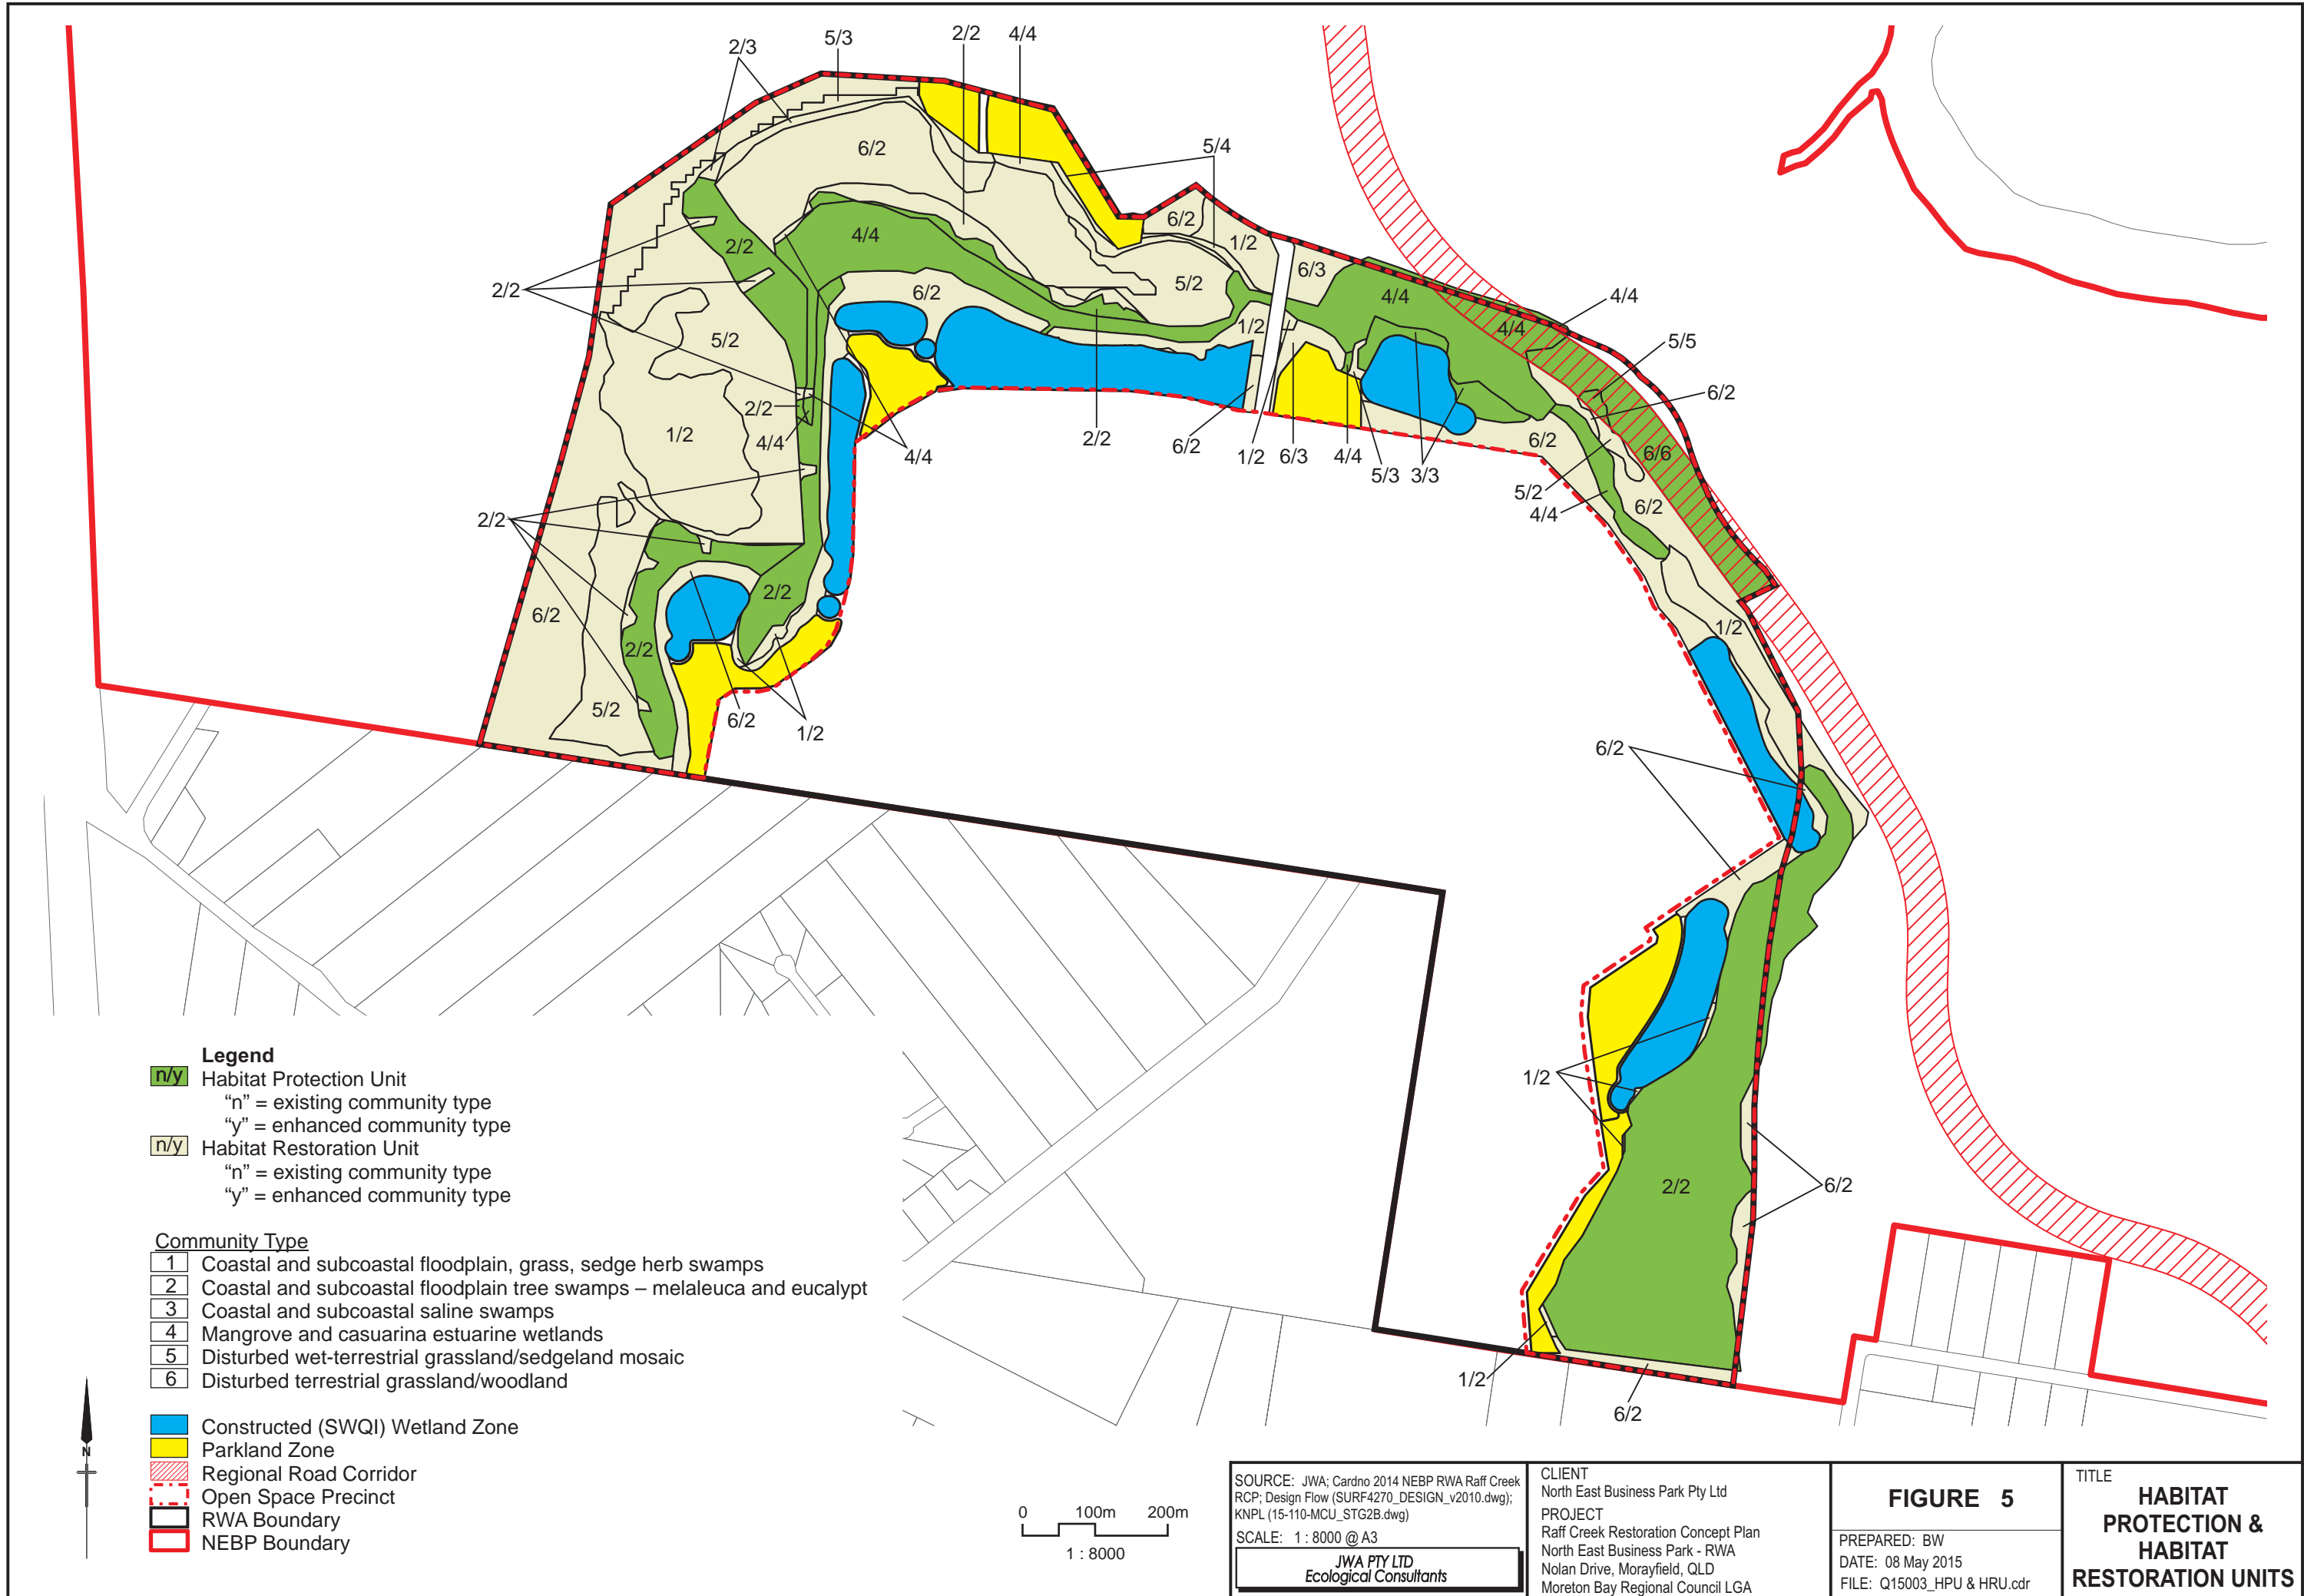 2/3
5/3
2/2
4/4
5/4
6/2
6/2
1/2
2/2
4/4
6/3
5/2
4/4
4/4
4/4
2/2
6/2
5/2
1/2
5/5
6/2
2/2
1/2
4/4
4/4
2/2
6/2
1/2
6/3
4/4
5/3
3/3
6/2
6/6
5/2
4/4
6/2
2/2
2/2
6/2
2/2
1/2
5/2
6/2
1/2
6/2
1/2
2/2
6/2
1/2
6/2
Legend
n/y Habitat Protection Unit
“n” = existing community type
“y” = enhanced community type
n/y Habitat Restoration Unit
“n” = existing community type
“y” = enhanced community type
Community Type
1 Coastal and subcoastal floodplain, grass, sedge herb swamps
2 Coastal and subcoastal floodplain tree swamps – melaleuca and eucalypt
3 Coastal and subcoastal saline swamps
4 Mangrove and casuarina estuarine wetlands
5 Disturbed wet-terrestrial grassland/sedgeland mosaic
6 Disturbed terrestrial grassland/woodland
Constructed (SWQI) Wetland Zone
Parkland Zone
Regional Road Corridor
Open Space Precinct
RWA Boundary
NEBP Boundary
N
0 100m 200m
1 : 8000
SOURCE: JWA; Cardno 2014 NEBP RWA Raff Creek
RCP; Design Flow (SURF4270_DESIGN_v2010.dwg);
KNPL (15-110-MCU_STG2B.dwg)
SCALE: 1 : 8000 @ A3
JWA PTY LTD
Ecological Consultants
CLIENT
North East Business Park Pty Ltd
PROJECT
Raff Creek Restoration Concept Plan
North East Business Park - RWA
Nolan Drive, Morayfield, QLD
Moreton Bay Regional Council LGA
FIGURE 5
PREPARED: BW
DATE: 08 May 2015
FILE: Q15003_HPU & HRU.cdr
TITLE
HABITAT
PROTECTION &
HABITAT
RESTORATION UNITS